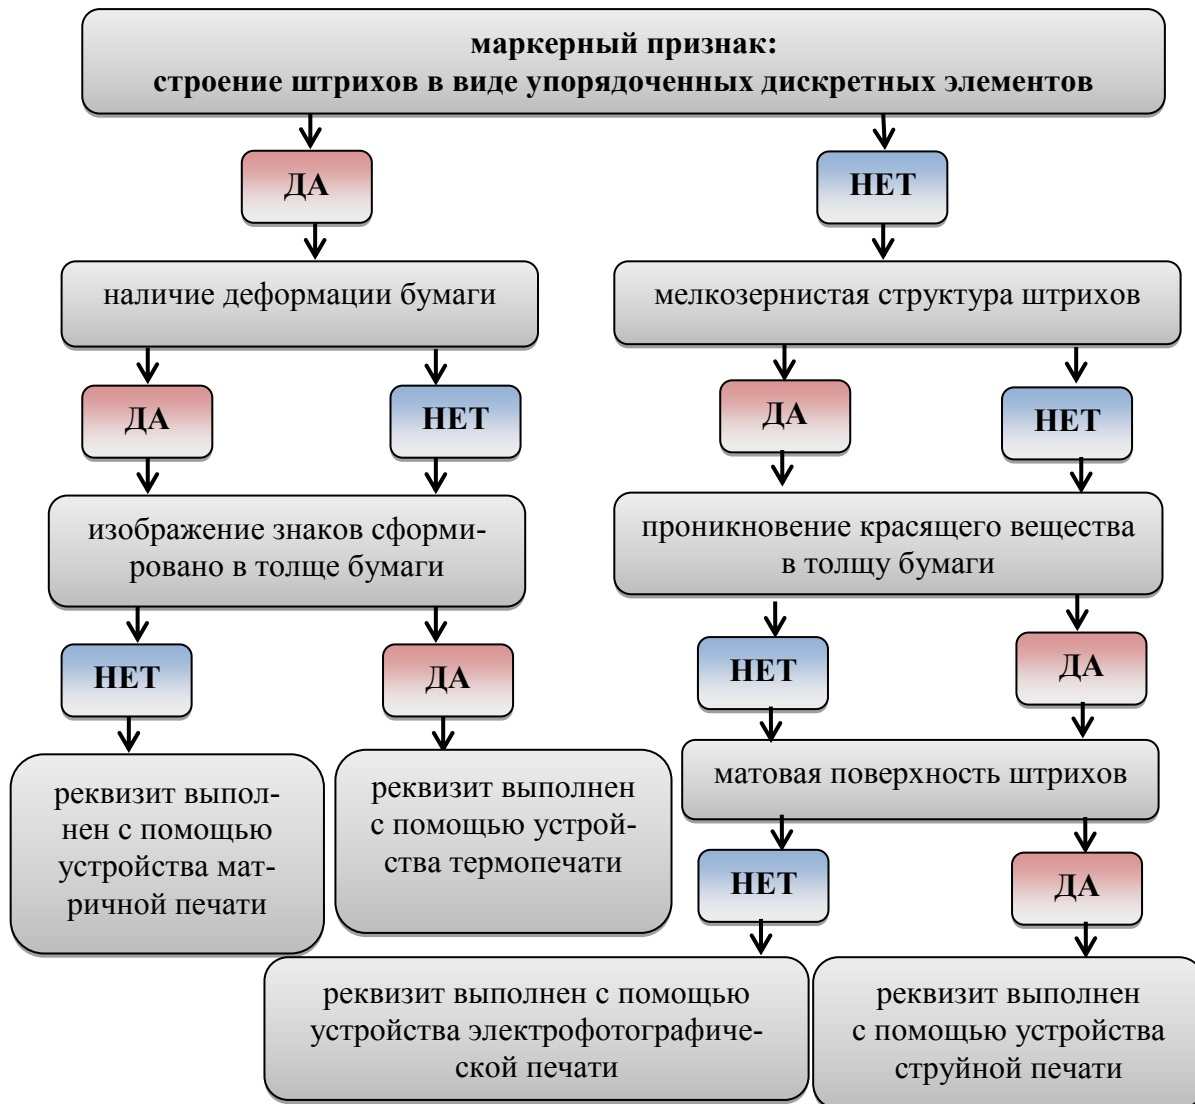 маркерный признак:
строение штрихов в виде упорядоченных дискретных элементов
ДА
НЕТ
наличие деформации бумаги
мелкозернистая структура штрихов
ДА
НЕТ
ДА
НЕТ
изображение знаков сформи-
ровано в толще бумаги
проникновение красящего вещества
в толщу бумаги
НЕТ
ДА
НЕТ
ДА
реквизит выпол-
нен с помощью
устройства мат-
ричной печати
реквизит выполнен
с помощью устрой-
ства термопечати
матовая поверхность штрихов
НЕТ
ДА
реквизит выполнен с помощью
устройства электрофотографиче-
ской печати
реквизит выполнен
с помощью устройства
струйной печати